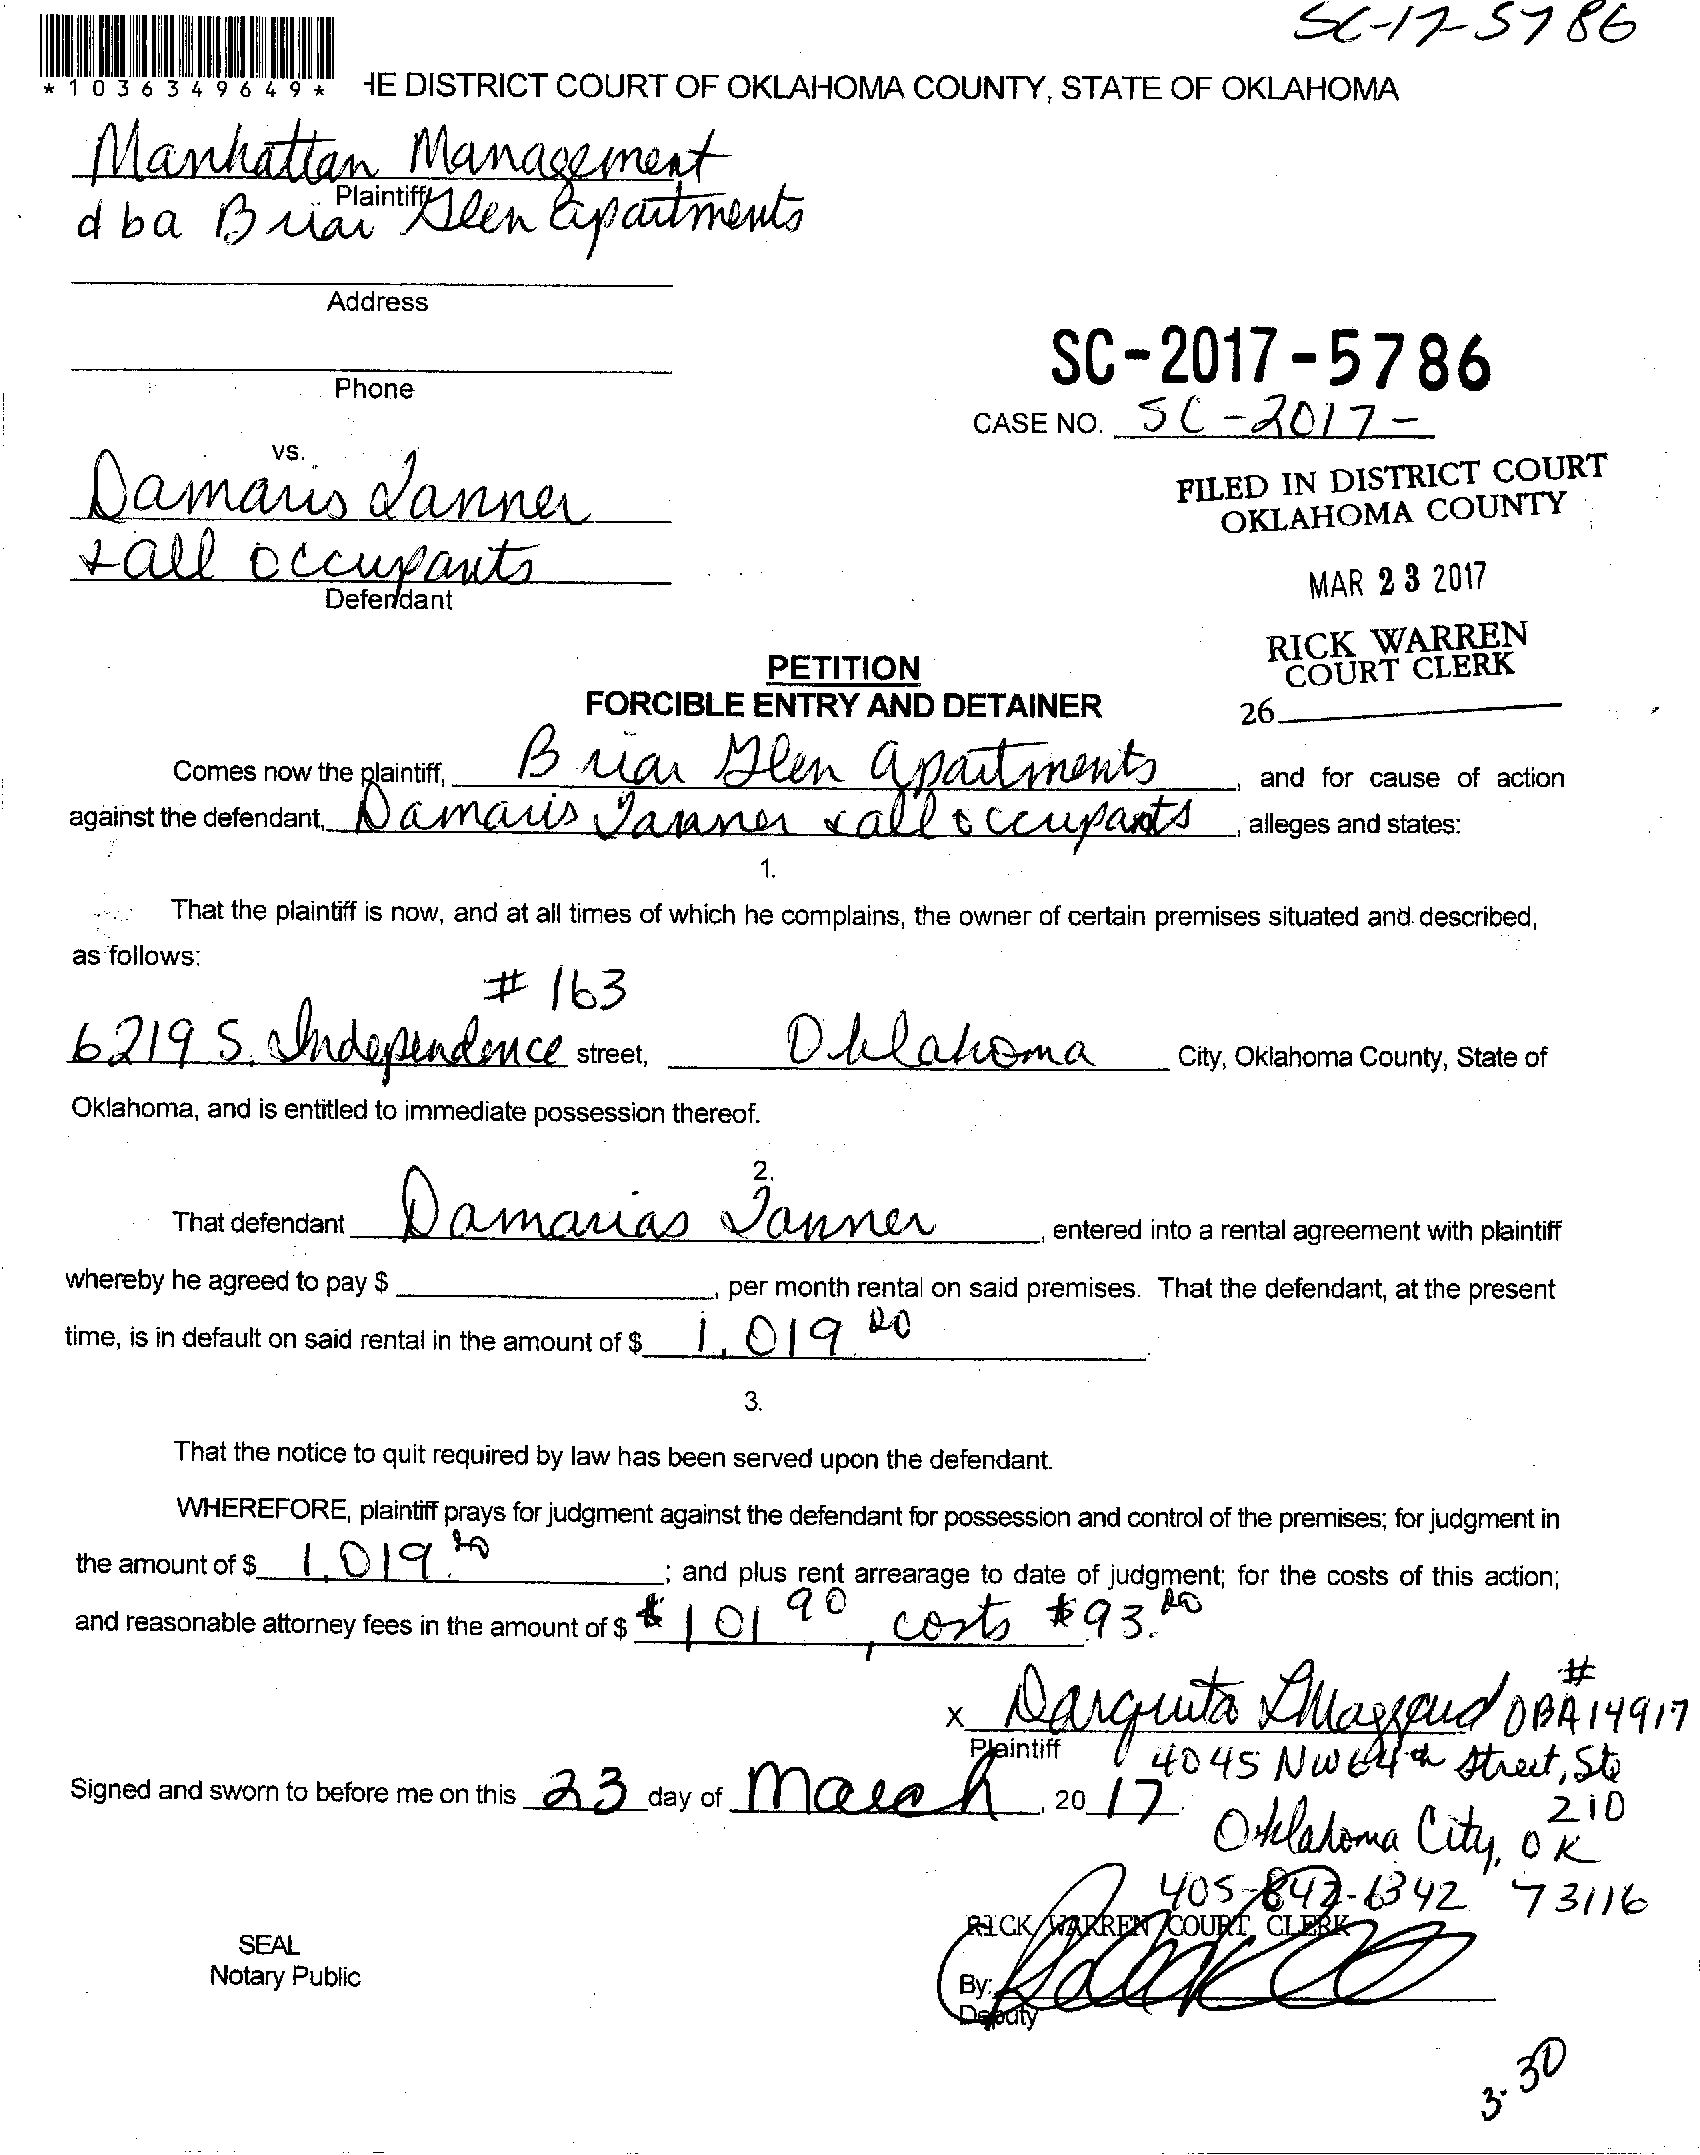 SC-17-5786
*1036349649* HE DISTRICT COURT OF OKLAHOMA COUNTY, STATE OF OKLAHOMA
Manhattan Management
Plaintiff
dba Briar Glen Apartments
Address
SC-2017-5786
Phone
CASE NO. SC-2017-
vs.
FILED IN DISTRICT COURT
OKLAHOMA COUNTY
Damaris Tanner
& all occupants
Defendant
MAR 23 2017
RICK WARREN
COURT CLERK
26
PETITION
FORCIBLE ENTRY AND DETAINER
Comes now the plaintiff, Briar Glen Apartments, and for cause of action
against the defendant, Damaris Tanner & all occupants, alleges and states:
1.
That the plaintiff is now, and at all times of which he complains, the owner of certain premises situated and described,
as follows:
# 163
6219 S. Independence street, Oklahoma City, Oklahoma County, State of
Oklahoma, and is entitled to immediate possession thereof.
2.
That defendant Damarias Tanner, entered into a rental agreement with plaintiff
whereby he agreed to pay $ , per month rental on said premises. That the defendant, at the present
time, is in default on said rental in the amount of $ 1,019.00
3.
That the notice to quit required by law has been served upon the defendant.
WHEREFORE, plaintiff prays for judgment against the defendant for possession and control of the premises; for judgment in
the amount of $ 1,019.00; and plus rent arrearage to date of judgment; for the costs of this action;
and reasonable attorney fees in the amount of $ $101 90, costs $93.00
x Darquita L Maggard OBA #14917
Plaintiff
4045 NW 64th Street, Ste
210
Signed and sworn to before me on this 23 day of March, 2017.
Oklahoma City, OK
405-842-6342 73116
RICK WARREN COURT CLERK
SEAL
Notary Public
By:
Deputy
3.30